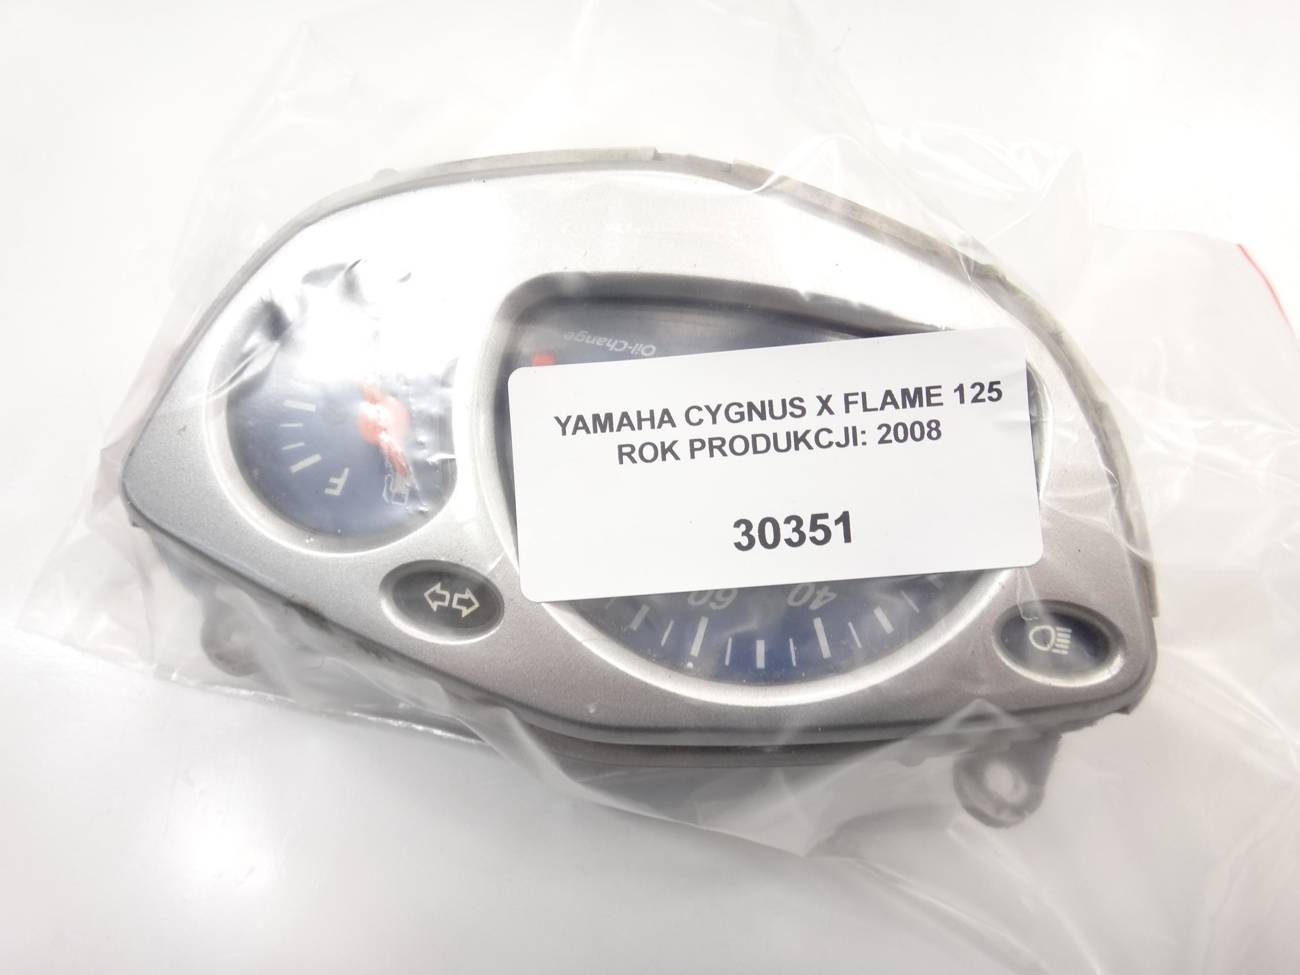 Oil-Change
YAMAHA CYGNUS X FLAME 125
ROK PRODUKCJI: 2008
30351
F
60
40